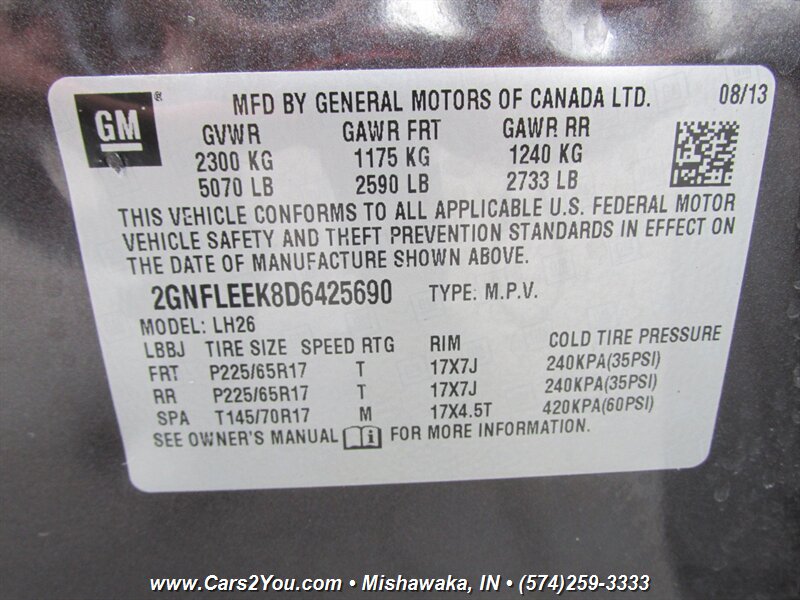 GM®
MFD BY GENERAL MOTORS OF CANADA LTD. 08/13
GVWR GAWR FRT GAWR RR
2300 KG 1175 KG 1240 KG
5070 LB 2590 LB 2733 LB
THIS VEHICLE CONFORMS TO ALL APPLICABLE U.S. FEDERAL MOTOR
VEHICLE SAFETY AND THEFT PREVENTION STANDARDS IN EFFECT ON
THE DATE OF MANUFACTURE SHOWN ABOVE.
2GNFLEEK8D6425690 TYPE: M.P.V.
MODEL: LH26
LBBJ TIRE SIZE SPEED RTG RIM COLD TIRE PRESSURE
FRT P225/65R17 T 17X7J 240KPA(35PSI)
RR P225/65R17 T 17X7J 240KPA(35PSI)
SPA T145/70R17 M 17X4.5T 420KPA(60PSI)
SEE OWNER'S MANUAL i FOR MORE INFORMATION.
www.Cars2You.com • Mishawaka, IN • (574)259-3333